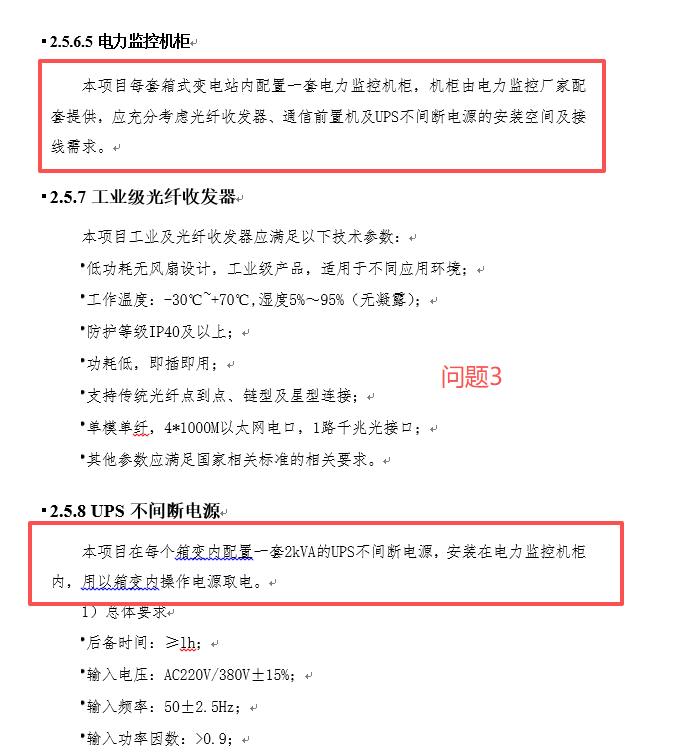 2.5.6.5 电力监控机柜
本项目每套箱式变电站内配置一套电力监控机柜，机柜由电力监控厂家配
套提供，应充分考虑光纤收发器、通信前置机及UPS不间断电源的安装空间及接
线需求。
2.5.7 工业级光纤收发器
本项目工业及光纤收发器应满足以下技术参数：
•低功耗无风扇设计，工业级产品，适用于不同应用环境；
•工作温度：-30℃~+70℃,湿度5%～95%（无凝露）；
•防护等级IP40及以上；
•功耗低，即插即用；
问题3
•支持传统光纤点到点、链型及星型连接；
•单模单纤，4*1000M以太网电口，1路千兆光接口；
•其他参数应满足国家相关标准的相关要求。
2.5.8 UPS 不间断电源
本项目在每个箱变内配置一套2kVA的UPS不间断电源，安装在电力监控机柜
内，用以箱变内操作电源取电。
1）总体要求
•后备时间：≥1h；
•输入电压：AC220V/380V±15%；
•输入频率：50±2.5Hz；
•输入功率因数：>0.9；